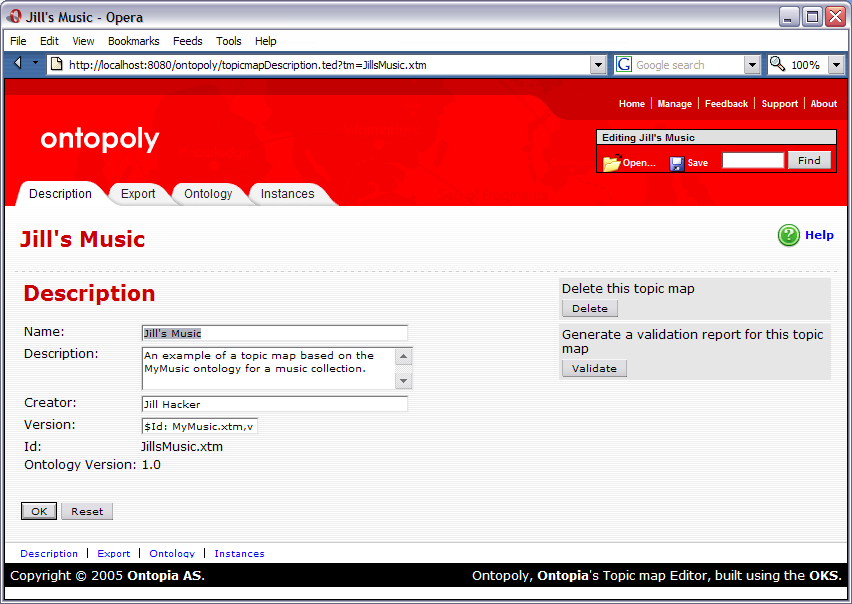 Jill's Music - Opera
File Edit View Bookmarks Feeds Tools Help
http://localhost:8080/ontopoly/topicmapDescription.ted?tm=JillsMusic.xtm
G Google search
100%
Home | Manage | Feedback | Support | About
ontopoly
Editing Jill's Music
Open... Save Find
Description Export Ontology Instances
Jill's Music
? Help
Description
Delete this topic map
Delete
Generate a validation report for this topic
map
Validate
Name: Jill's Music
Description: An example of a topic map based on the
MyMusic ontology for a music collection.
Creator: Jill Hacker
Version: $Id: MyMusic.xtm,v
Id: JillsMusic.xtm
Ontology Version: 1.0
OK Reset
Description | Export | Ontology | Instances
Copyright © 2005 Ontopia AS. Ontopoly, Ontopia's Topic map Editor, built using the OKS.